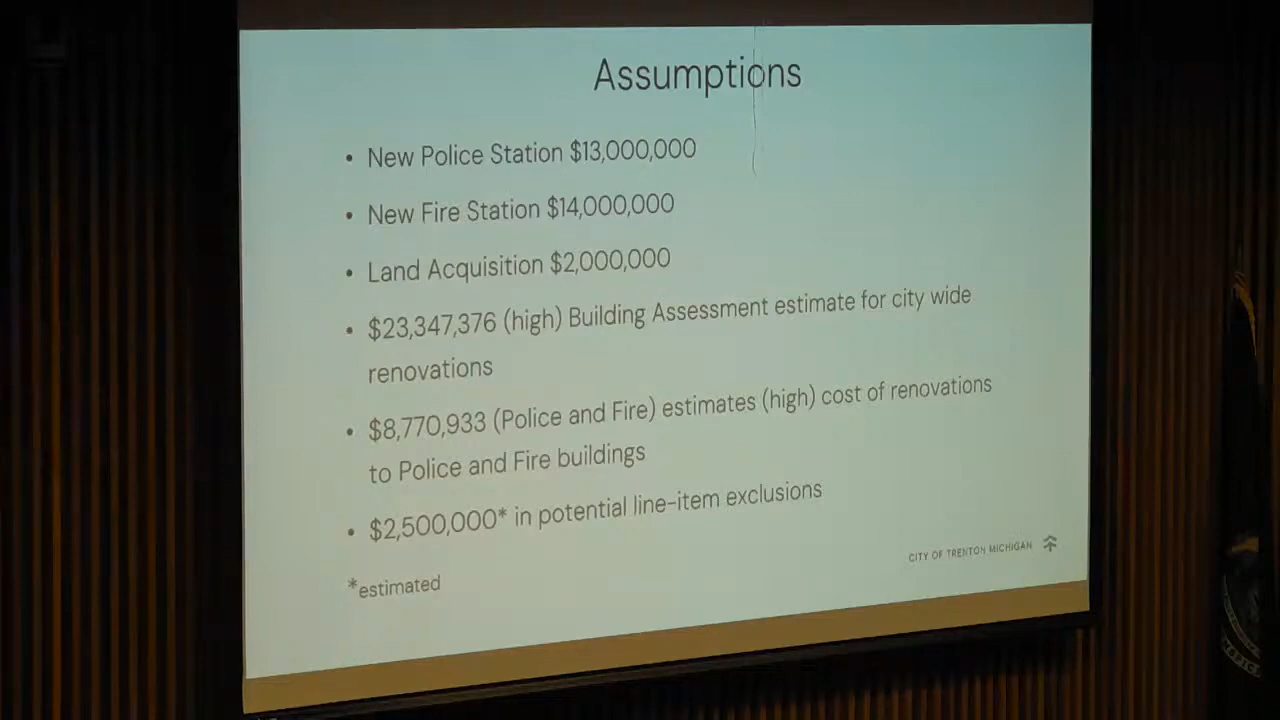 Assumptions
• New Police Station $13,000,000
• New Fire Station $14,000,000
• Land Acquisition $2,000,000
• $23,347,376 (high) Building Assessment estimate for city wide
renovations
• $8,770,933 (Police and Fire) estimates (high) cost of renovations
to Police and Fire buildings
• $2,500,000* in potential line-item exclusions
*estimated
CITY OF TRENTON MICHIGAN